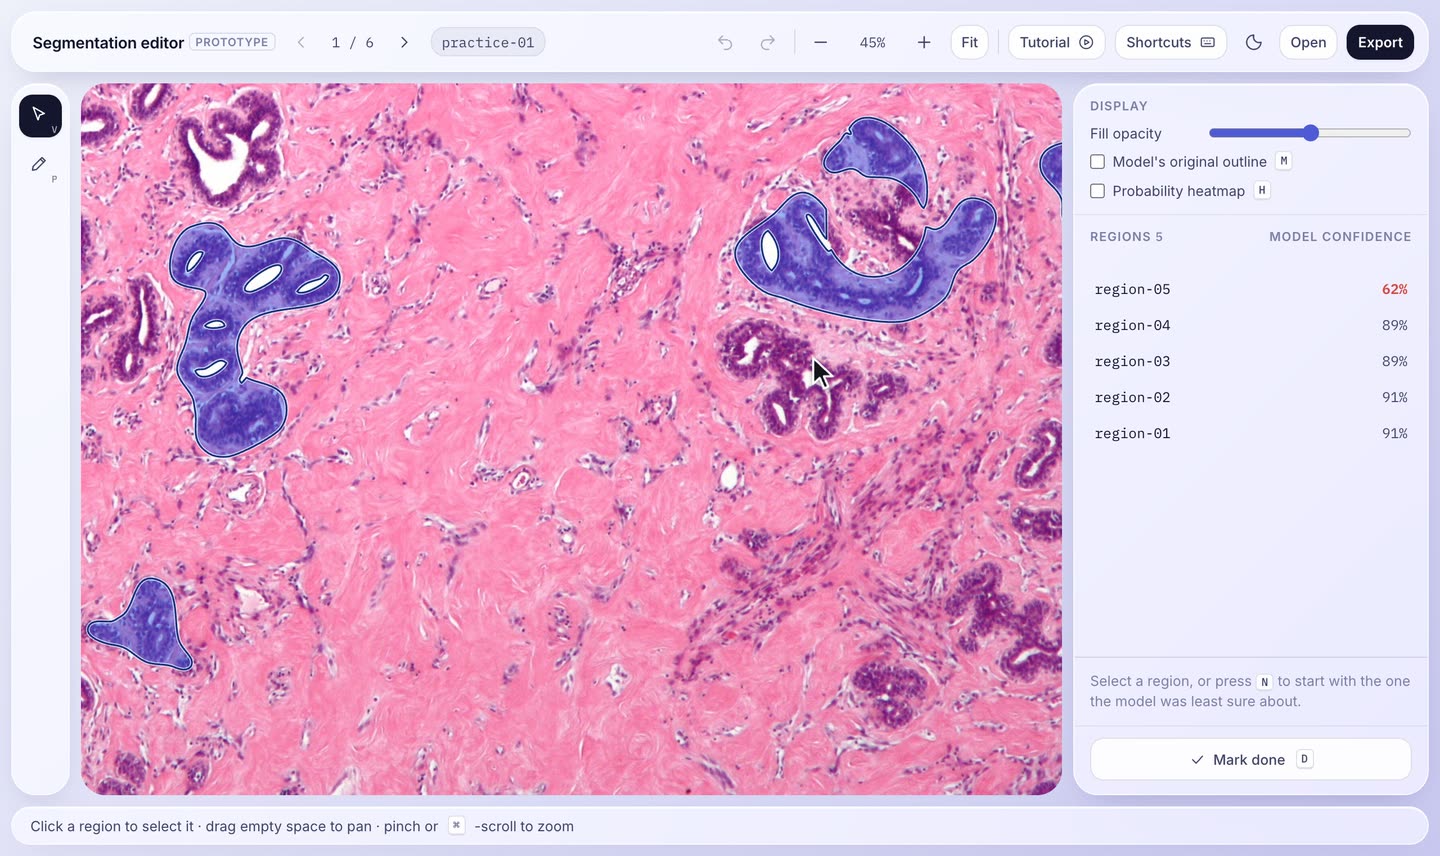 Segmentation editor PROTOTYPE 1 / 6 practice-01 45% Fit Tutorial Shortcuts Open Export
V
P
DISPLAY
Fill opacity
Model's original outline M
Probability heatmap H
REGIONS 5 MODEL CONFIDENCE
region-05 62%
region-04 89%
region-03 89%
region-02 91%
region-01 91%
Select a region, or press N to start with the one
the model was least sure about.
Mark done D
Click a region to select it · drag empty space to pan · pinch or ⌘ -scroll to zoom